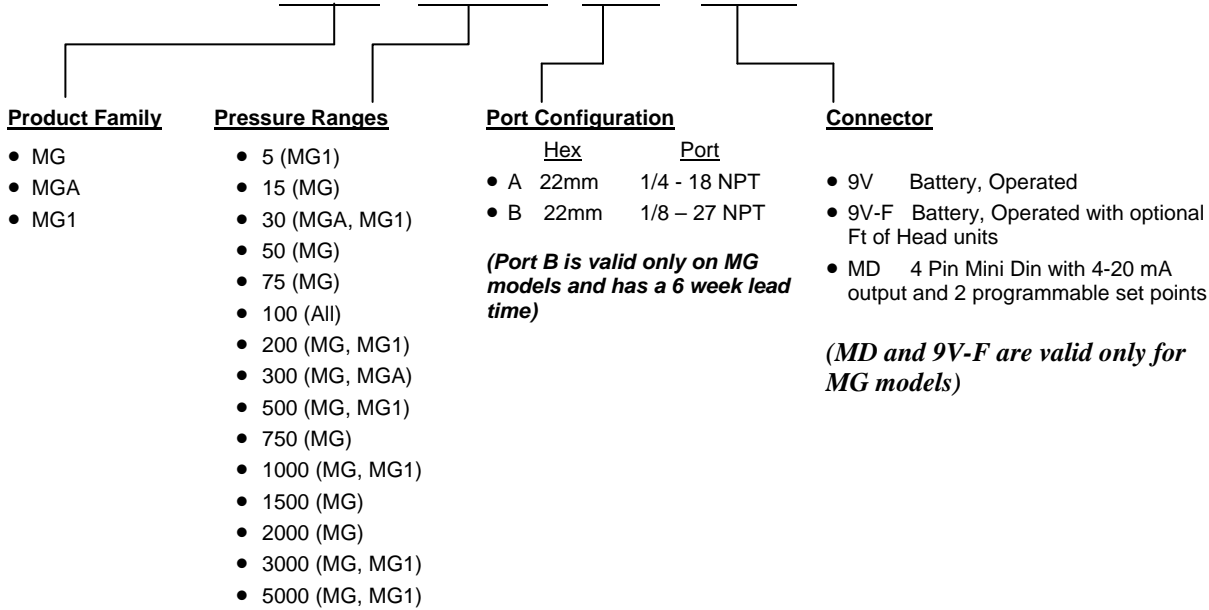 Product Family
● MG
● MGA
● MG1
Pressure Ranges
● 5 (MG1)
● 15 (MG)
● 30 (MGA, MG1)
● 50 (MG)
● 75 (MG)
● 100 (All)
● 200 (MG, MG1)
● 300 (MG, MGA)
● 500 (MG, MG1)
● 750 (MG)
● 1000 (MG, MG1)
● 1500 (MG)
● 2000 (MG)
● 3000 (MG, MG1)
● 5000 (MG, MG1)
Port Configuration
Hex Port
● A 22mm 1/4 - 18 NPT
● B 22mm 1/8 – 27 NPT
(Port B is valid only on MG
models and has a 6 week lead
time)
Connector
● 9V Battery, Operated
● 9V-F Battery, Operated with optional
Ft of Head units
● MD 4 Pin Mini Din with 4-20 mA
output and 2 programmable set points
(MD and 9V-F are valid only for
MG models)